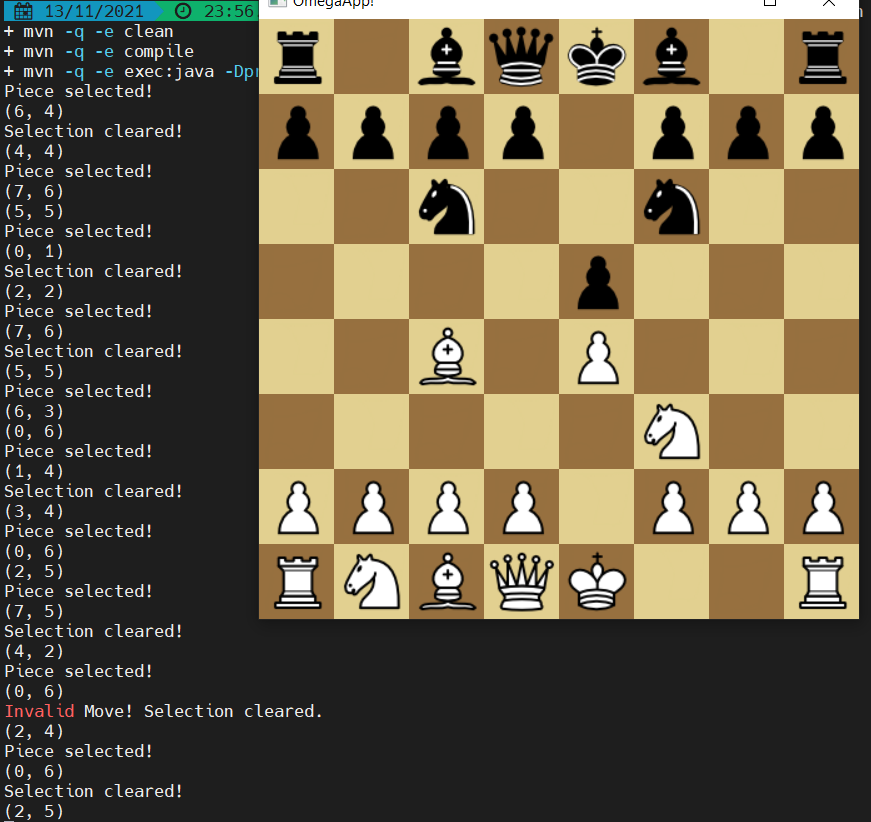 13/11/2021 23:56
OmegaApp!
+ mvn -q -e clean
+ mvn -q -e compile
+ mvn -q -e exec:java -Dpr
Piece selected!
(6, 4)
Selection cleared!
(4, 4)
Piece selected!
(7, 6)
(5, 5)
Piece selected!
(0, 1)
Selection cleared!
(2, 2)
Piece selected!
(7, 6)
Selection cleared!
(5, 5)
Piece selected!
(6, 3)
(0, 6)
Piece selected!
(1, 4)
Selection cleared!
(3, 4)
Piece selected!
(0, 6)
(2, 5)
Piece selected!
(7, 5)
Selection cleared!
(4, 2)
Piece selected!
(0, 6)
Invalid Move! Selection cleared.
(2, 4)
Piece selected!
(0, 6)
Selection cleared!
(2, 5)